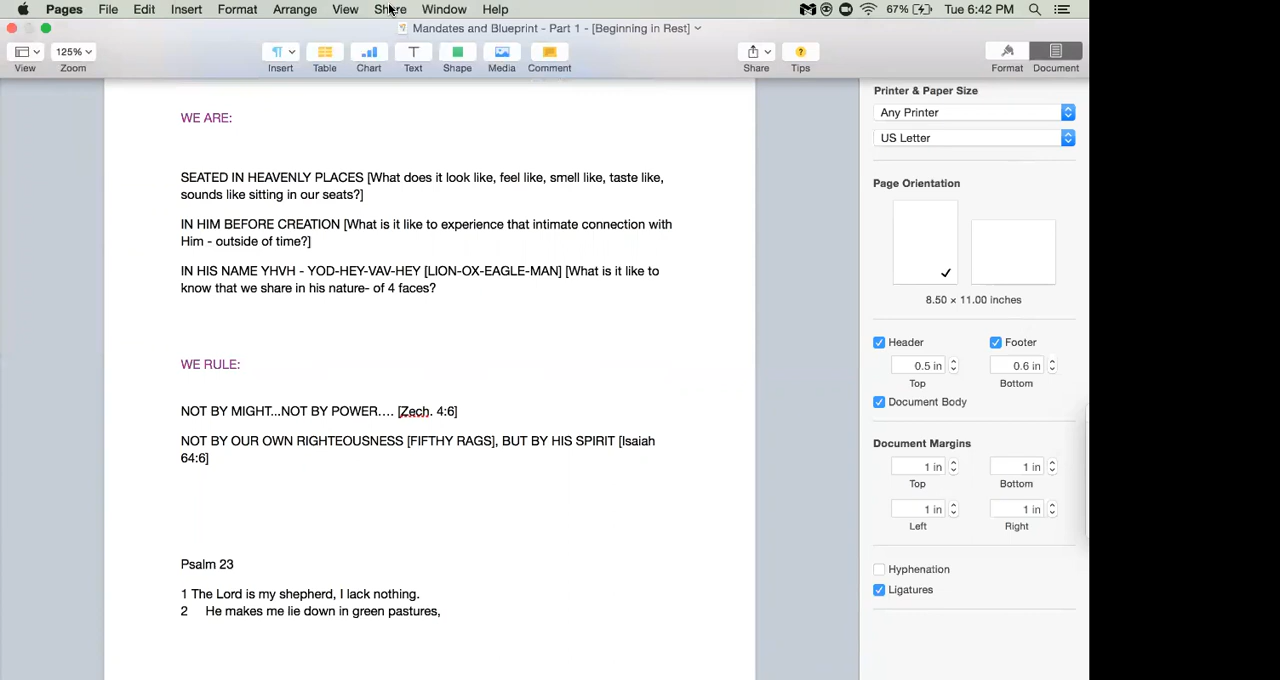 Pages File Edit Insert Format Arrange View Share Window Help 67% Tue 6:42 PM
Mandates and Blueprint - Part 1 - [Beginning in Rest]
125%
View Zoom Insert Table Chart Text Shape Media Comment Share Tips Format Document
WE ARE:
SEATED IN HEAVENLY PLACES [What does it look like, feel like, smell like, taste like,
sounds like sitting in our seats?]
IN HIM BEFORE CREATION [What is it like to experience that intimate connection with
Him - outside of time?]
IN HIS NAME YHVH - YOD-HEY-VAV-HEY [LION-OX-EAGLE-MAN] [What is it like to
know that we share in his nature- of 4 faces?
WE RULE:
NOT BY MIGHT...NOT BY POWER…. [Zech. 4:6]
NOT BY OUR OWN RIGHTEOUSNESS [FIFTHY RAGS], BUT BY HIS SPIRIT [Isaiah
64:6]
Psalm 23
1 The Lord is my shepherd, I lack nothing.
2 He makes me lie down in green pastures,
Printer & Paper Size
Any Printer
US Letter
Page Orientation
8.50 × 11.00 inches
Header Footer
0.5 in 0.6 in
Top Bottom
Document Body
Document Margins
1 in 1 in
Top Bottom
1 in 1 in
Left Right
Hyphenation
Ligatures